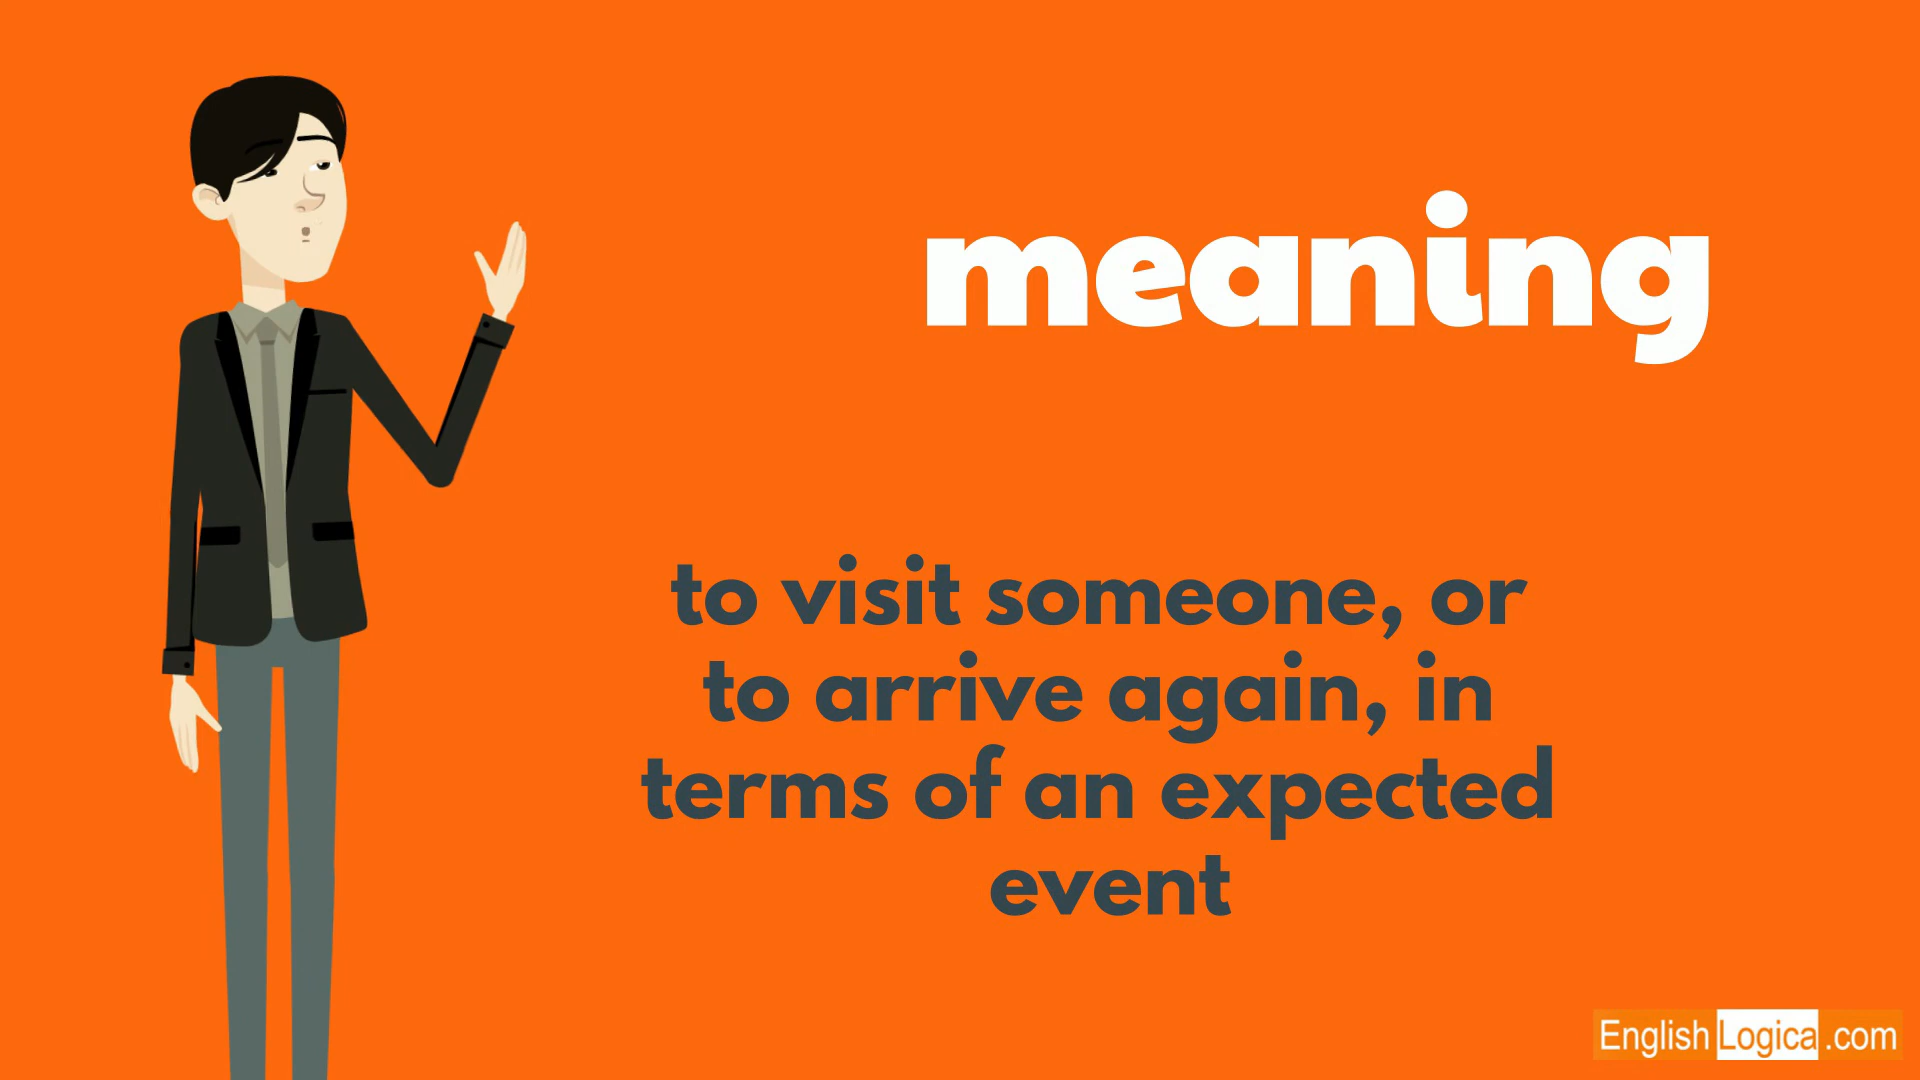 meaning
to visit someone, or
to arrive again, in
terms of an expected
event
EnglishLogica.com